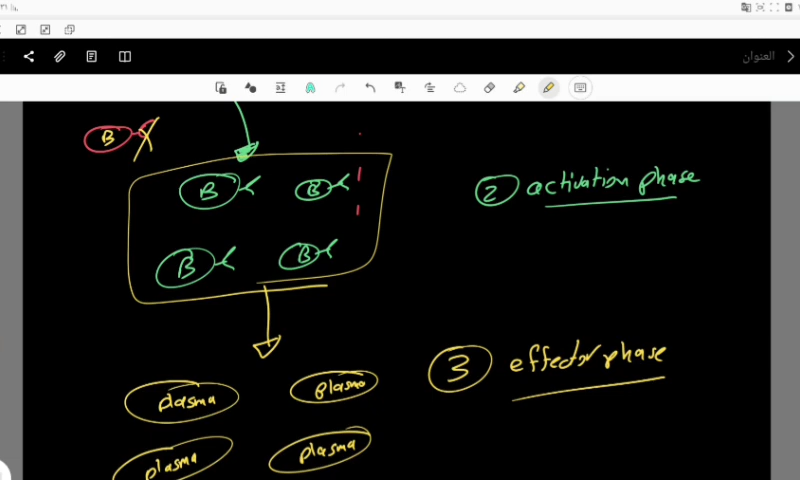 العنوان
B
B B
② activation phase
B B
③ effector phase
plasma plasma
plasma plasma